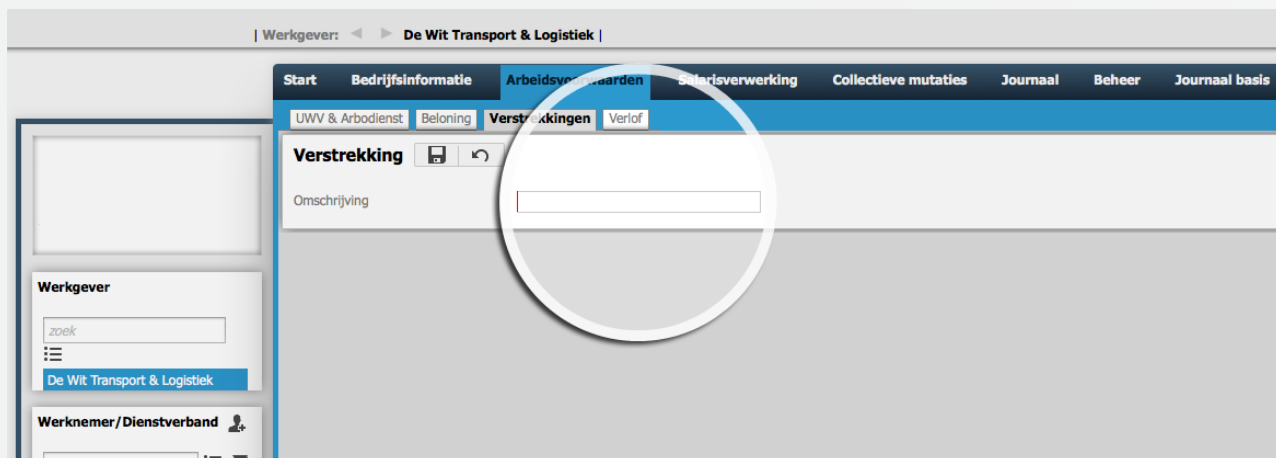 | Werkgever: De Wit Transport & Logistiek |
Start Bedrijfsinformatie Arbeidsvoorwaarden Salarisverwerking Collectieve mutaties Journaal Beheer Journaal basis
UWV & Arbodienst Beloning Verstrekkingen Verlof
Verstrekking
Omschrijving
Werkgever
zoek
De Wit Transport & Logistiek
Werknemer/Dienstverband